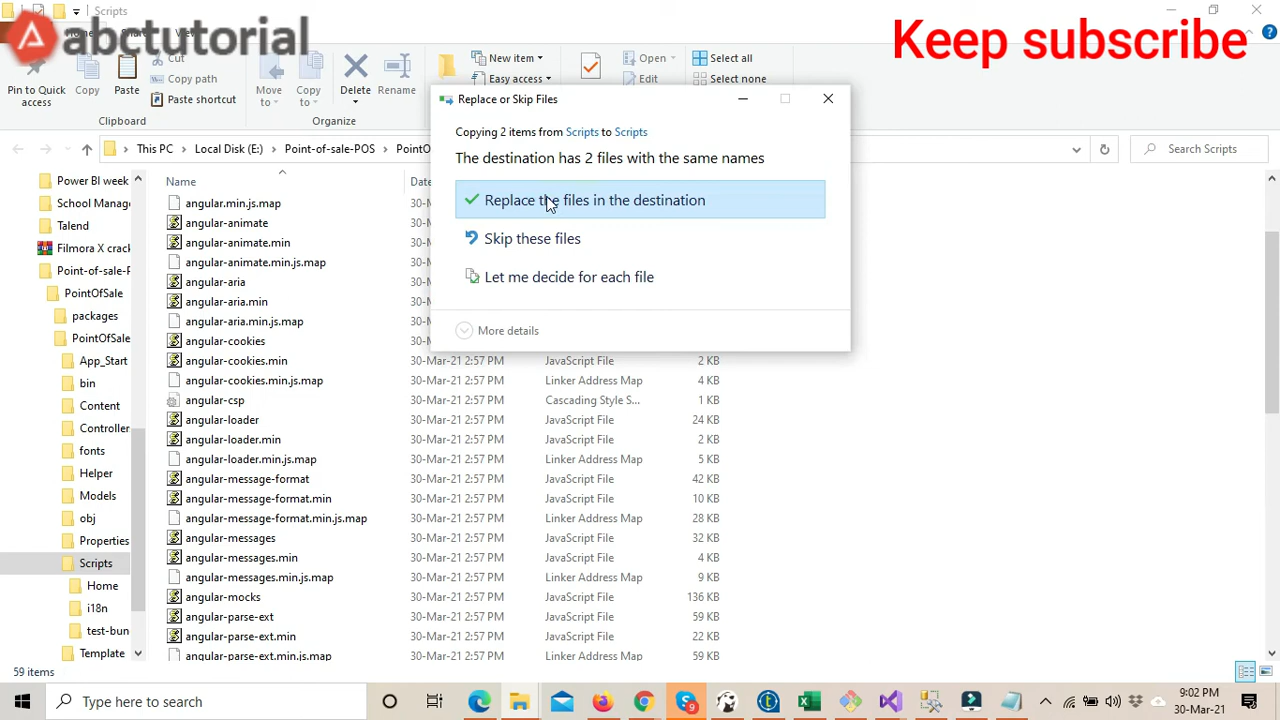 Scripts
abctutorial
Keep subscribe
Cut
Copy path
Paste shortcut
Pin to Quick access
Copy
Paste
Move to
Copy to
Delete
Rename
New item
Easy access
Open
Edit
Select all
Select none
Clipboard
Organize
This PC > Local Disk (E:) > Point-of-sale-POS >
Search Scripts
Replace or Skip Files
Copying 2 items from Scripts to Scripts
The destination has 2 files with the same names
Replace the files in the destination
Skip these files
Let me decide for each file
More details
Power BI week
School Manag
Talend
Filmora X crack
Point-of-sale-P
PointOfSale
packages
PointOfSale
App_Start
bin
Content
Controller
fonts
Helper
Models
obj
Properties
Scripts
Home
i18n
test-bun
Template
Name
angular.min.js.map
angular-animate
angular-animate.min
angular-animate.min.js.map
angular-aria
angular-aria.min
angular-aria.min.js.map
angular-cookies
angular-cookies.min 30-Mar-21 2:57 PM JavaScript File 2 KB
angular-cookies.min.js.map 30-Mar-21 2:57 PM Linker Address Map 4 KB
angular-csp 30-Mar-21 2:57 PM Cascading Style S... 1 KB
angular-loader 30-Mar-21 2:57 PM JavaScript File 24 KB
angular-loader.min 30-Mar-21 2:57 PM JavaScript File 2 KB
angular-loader.min.js.map 30-Mar-21 2:57 PM Linker Address Map 5 KB
angular-message-format 30-Mar-21 2:57 PM JavaScript File 42 KB
angular-message-format.min 30-Mar-21 2:57 PM JavaScript File 10 KB
angular-message-format.min.js.map 30-Mar-21 2:57 PM Linker Address Map 28 KB
angular-messages 30-Mar-21 2:57 PM JavaScript File 32 KB
angular-messages.min 30-Mar-21 2:57 PM JavaScript File 4 KB
angular-messages.min.js.map 30-Mar-21 2:57 PM Linker Address Map 9 KB
angular-mocks 30-Mar-21 2:57 PM JavaScript File 136 KB
angular-parse-ext 30-Mar-21 2:57 PM JavaScript File 59 KB
angular-parse-ext.min 30-Mar-21 2:57 PM JavaScript File 22 KB
angular-parse-ext.min.js.map 30-Mar-21 2:57 PM Linker Address Map 59 KB
59 items
Type here to search
9
9:02 PM
30-Mar-21